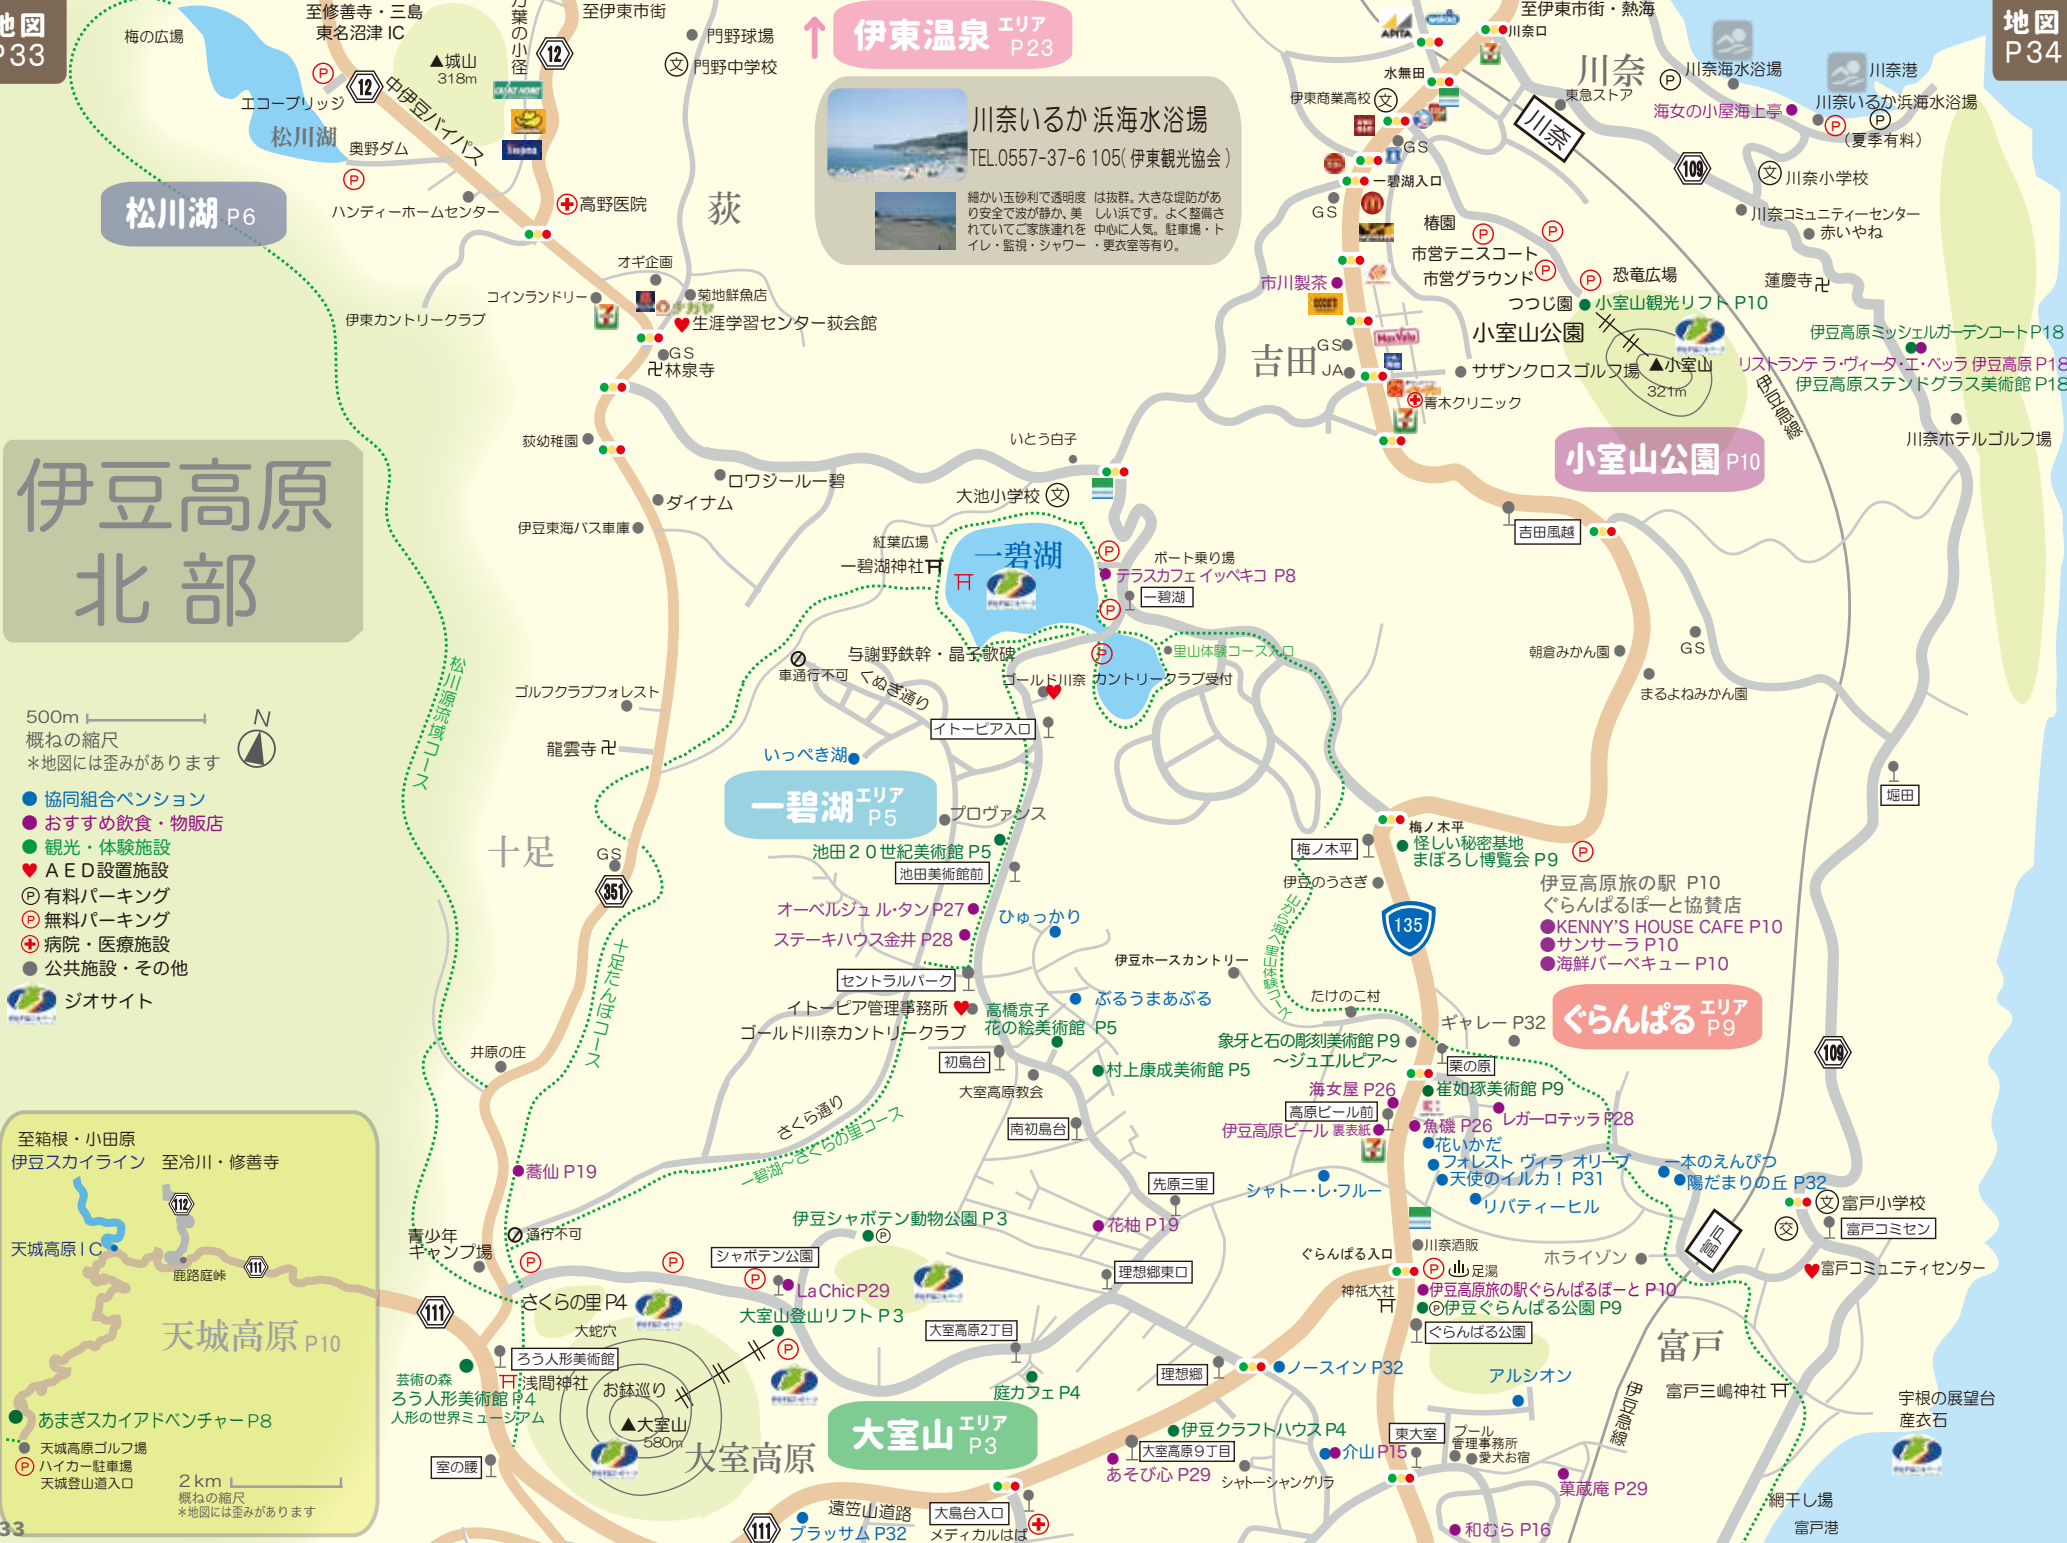 地図
P33
地図
P34
梅の広場
至修善寺・三島
東名沼津 IC
万葉の小径
至伊東市街
門野球場
文 門野中学校
伊東温泉 エリア
P23
至伊東市街・熱海
川奈口
APITA
水無田
川奈
川奈海水浴場
川奈港
東急ストア
海女の小屋海上亭
川奈いるか浜海水浴場
（夏季有料）
伊東商業高校 文
川奈
109
文 川奈小学校
川奈コミュニティーセンター
赤いやね
蓮慶寺
▲城山
318m
12
12
エコーブリッジ
松川湖
奥野ダム
中伊豆バイパス
松川湖 P6
ハンディーホームセンター
高野医院
荻
川奈いるか浜海水浴場
TEL.0557-37-6105(伊東観光協会)
細かい玉砂利で透明度は抜群。大きな堤防があ
り安全で波が静か、美しい浜です。よく整備さ
れていてご家族連れを中心に人気。駐車場・ト
イレ・監視・シャワー・更衣室等有り。
GS
一碧湖入口
GS
椿園
市営テニスコート
市営グラウンド
恐竜広場
つつじ園
小室山観光リフト P10
小室山公園
市川製茶
MaxValu
吉田
GS
JA
サザンクロスゴルフ場
▲小室山
321m
青木クリニック
小室山公園 P10
伊豆急線
伊豆高原ミッシェルガーデンコート P18
リストランテ ラ・ヴィータ・エ・ベッラ 伊豆高原 P18
伊豆高原ステンドグラス美術館 P18
川奈ホテルゴルフ場
オギ企画
コインランドリー
菊地鮮魚店
ナカヤ
生涯学習センター荻会館
伊東カントリークラブ
GS
卍林泉寺
荻幼稚園
いとう白子
ロワジール一碧
ダイナム
大池小学校 文
伊豆東海バス車庫
伊豆高原
北部
紅葉広場
一碧湖神社
一碧湖
ボート乗り場
テラスカフェ イッペキコ P8
一碧湖
吉田風越
与謝野鉄幹・晶子歌碑
里山体験コース入口
車通行不可
くぬぎ通り
ゴールド川奈 カントリークラブ受付
イトーピア入口
朝倉みかん園
GS
まるよねみかん園
松川源流域コース
ゴルフクラブフォレスト
龍雲寺 卍
500m
概ねの縮尺
＊地図には歪みがあります
N
協同組合ペンション
おすすめ飲食・物販店
観光・体験施設
AED設置施設
有料パーキング
無料パーキング
病院・医療施設
公共施設・その他
ジオサイト
いっぺき湖
一碧湖 エリア
P5
プロヴァンス
池田20世紀美術館 P5
池田美術館前
オーベルジュ ル・タン P27
ステーキハウス金井 P28
ひゅっかり
セントラルパーク
イトーピア管理事務所
ゴールド川奈カントリークラブ
高橋京子
花の絵美術館 P5
ぶるうまあぶる
初島台
大室高原教会
村上康成美術館 P5
南初島台
十足
GS
351
十足たんぼコース
井原の庄
さくら通り
一碧湖～さくらの里コース
堀田
梅ノ木平
梅ノ木平
怪しい秘密基地
まぼろし博覧会 P9
伊豆のうさぎ
山から海へ里山体験コース
135
伊豆高原旅の駅 P10
ぐらんぱるぽーと協賛店
KENNY'S HOUSE CAFE P10
サンサーラ P10
海鮮バーベキュー P10
伊豆ホースカントリー
たけのこ村
ギャレー P32
ぐらんぱる エリア
P9
象牙と石の彫刻美術館 P9
～ジュエルピア～
栗の原
109
海女屋 P26
崔如琢美術館 P9
高原ビール前
伊豆高原ビール 裏表紙
レガーロテッラ P28
魚磯 P26
花いかだ
フォレスト ヴィラ オリーブ
天使のイルカ！ P31
リバティーヒル
一本のえんぴつ
陽だまりの丘 P32
シャトー・レ・フルー
富戸小学校
文
交
富戸コミセン
富戸
富戸コミュニティセンター
ホライゾン
川奈酒販
ぐらんぱる入口
足湯
神祇大社
伊豆高原旅の駅ぐらんぱるぽーと P10
伊豆ぐらんぱる公園 P9
ぐらんぱる公園
富戸
富戸三嶋神社
アルシオン
伊豆急線
宇根の展望台
産衣石
網干し場
富戸港
至箱根・小田原
伊豆スカイライン
至冷川・修善寺
112
天城高原IC
鹿路庭峠
111
天城高原 P10
あまぎスカイアドベンチャー P8
天城高原ゴルフ場
ハイカー駐車場
天城登山道入口
2km
概ねの縮尺
＊地図には歪みがあります
33
蕎仙 P19
青少年
キャンプ場
通行不可
111
さくらの里 P4
大蛇穴
伊豆シャボテン動物公園 P3
シャボテン公園
La Chic P29
大室山登山リフト P3
先原三里
花柚 P19
理想郷東口
大室高原2丁目
ろう人形美術館
浅間神社
芸術の森
ろう人形美術館 P4
人形の世界ミュージアム
お鉢巡り
▲大室山
580m
大室高原
室の腰
大室山 エリア
P3
庭カフェ P4
理想郷
ノースイン P32
伊豆クラフトハウス P4
大室高原9丁目
あそび心 P29
シャトーシャングリラ
介山 P15
東大室
プール
管理事務所
愛犬お宿
菓蔵庵 P29
和むら P16
遠笠山道路
111
ブラッサム P32
大島台入口
メディカルはば